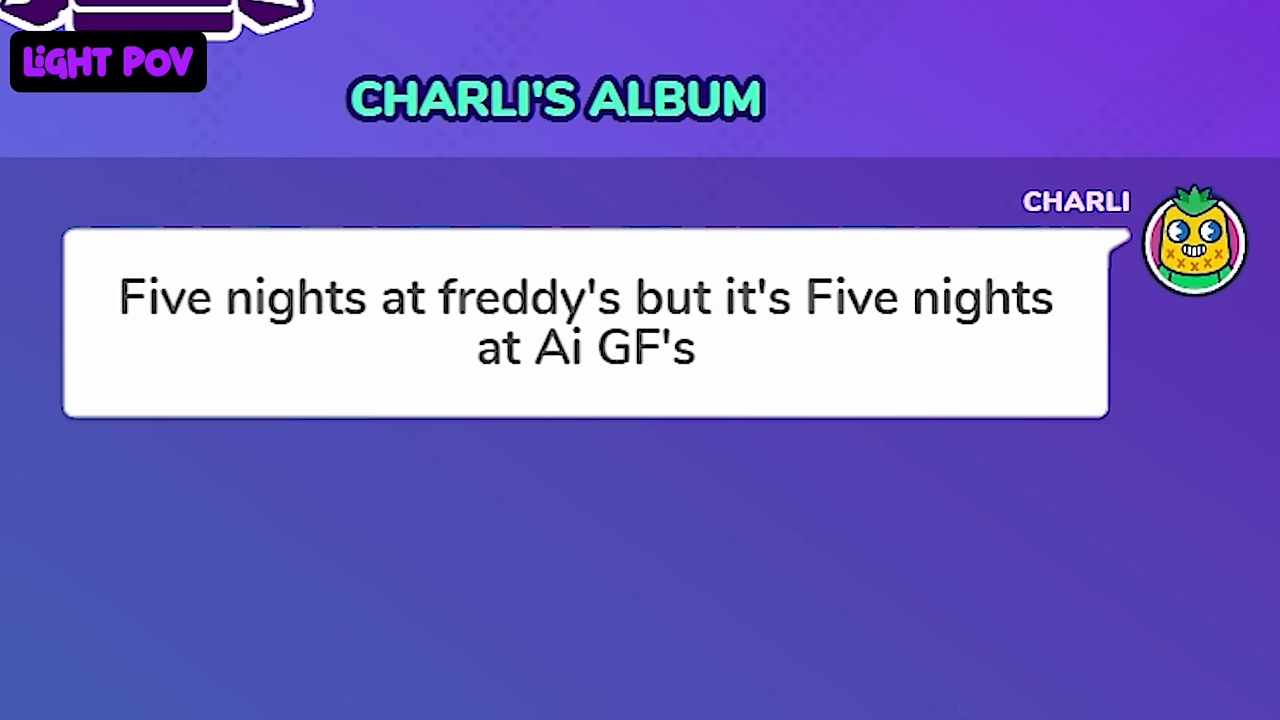 LiGHT POV
CHARLI'S ALBUM
CHARLI
Five nights at freddy's but it's Five nights
at Ai GF's